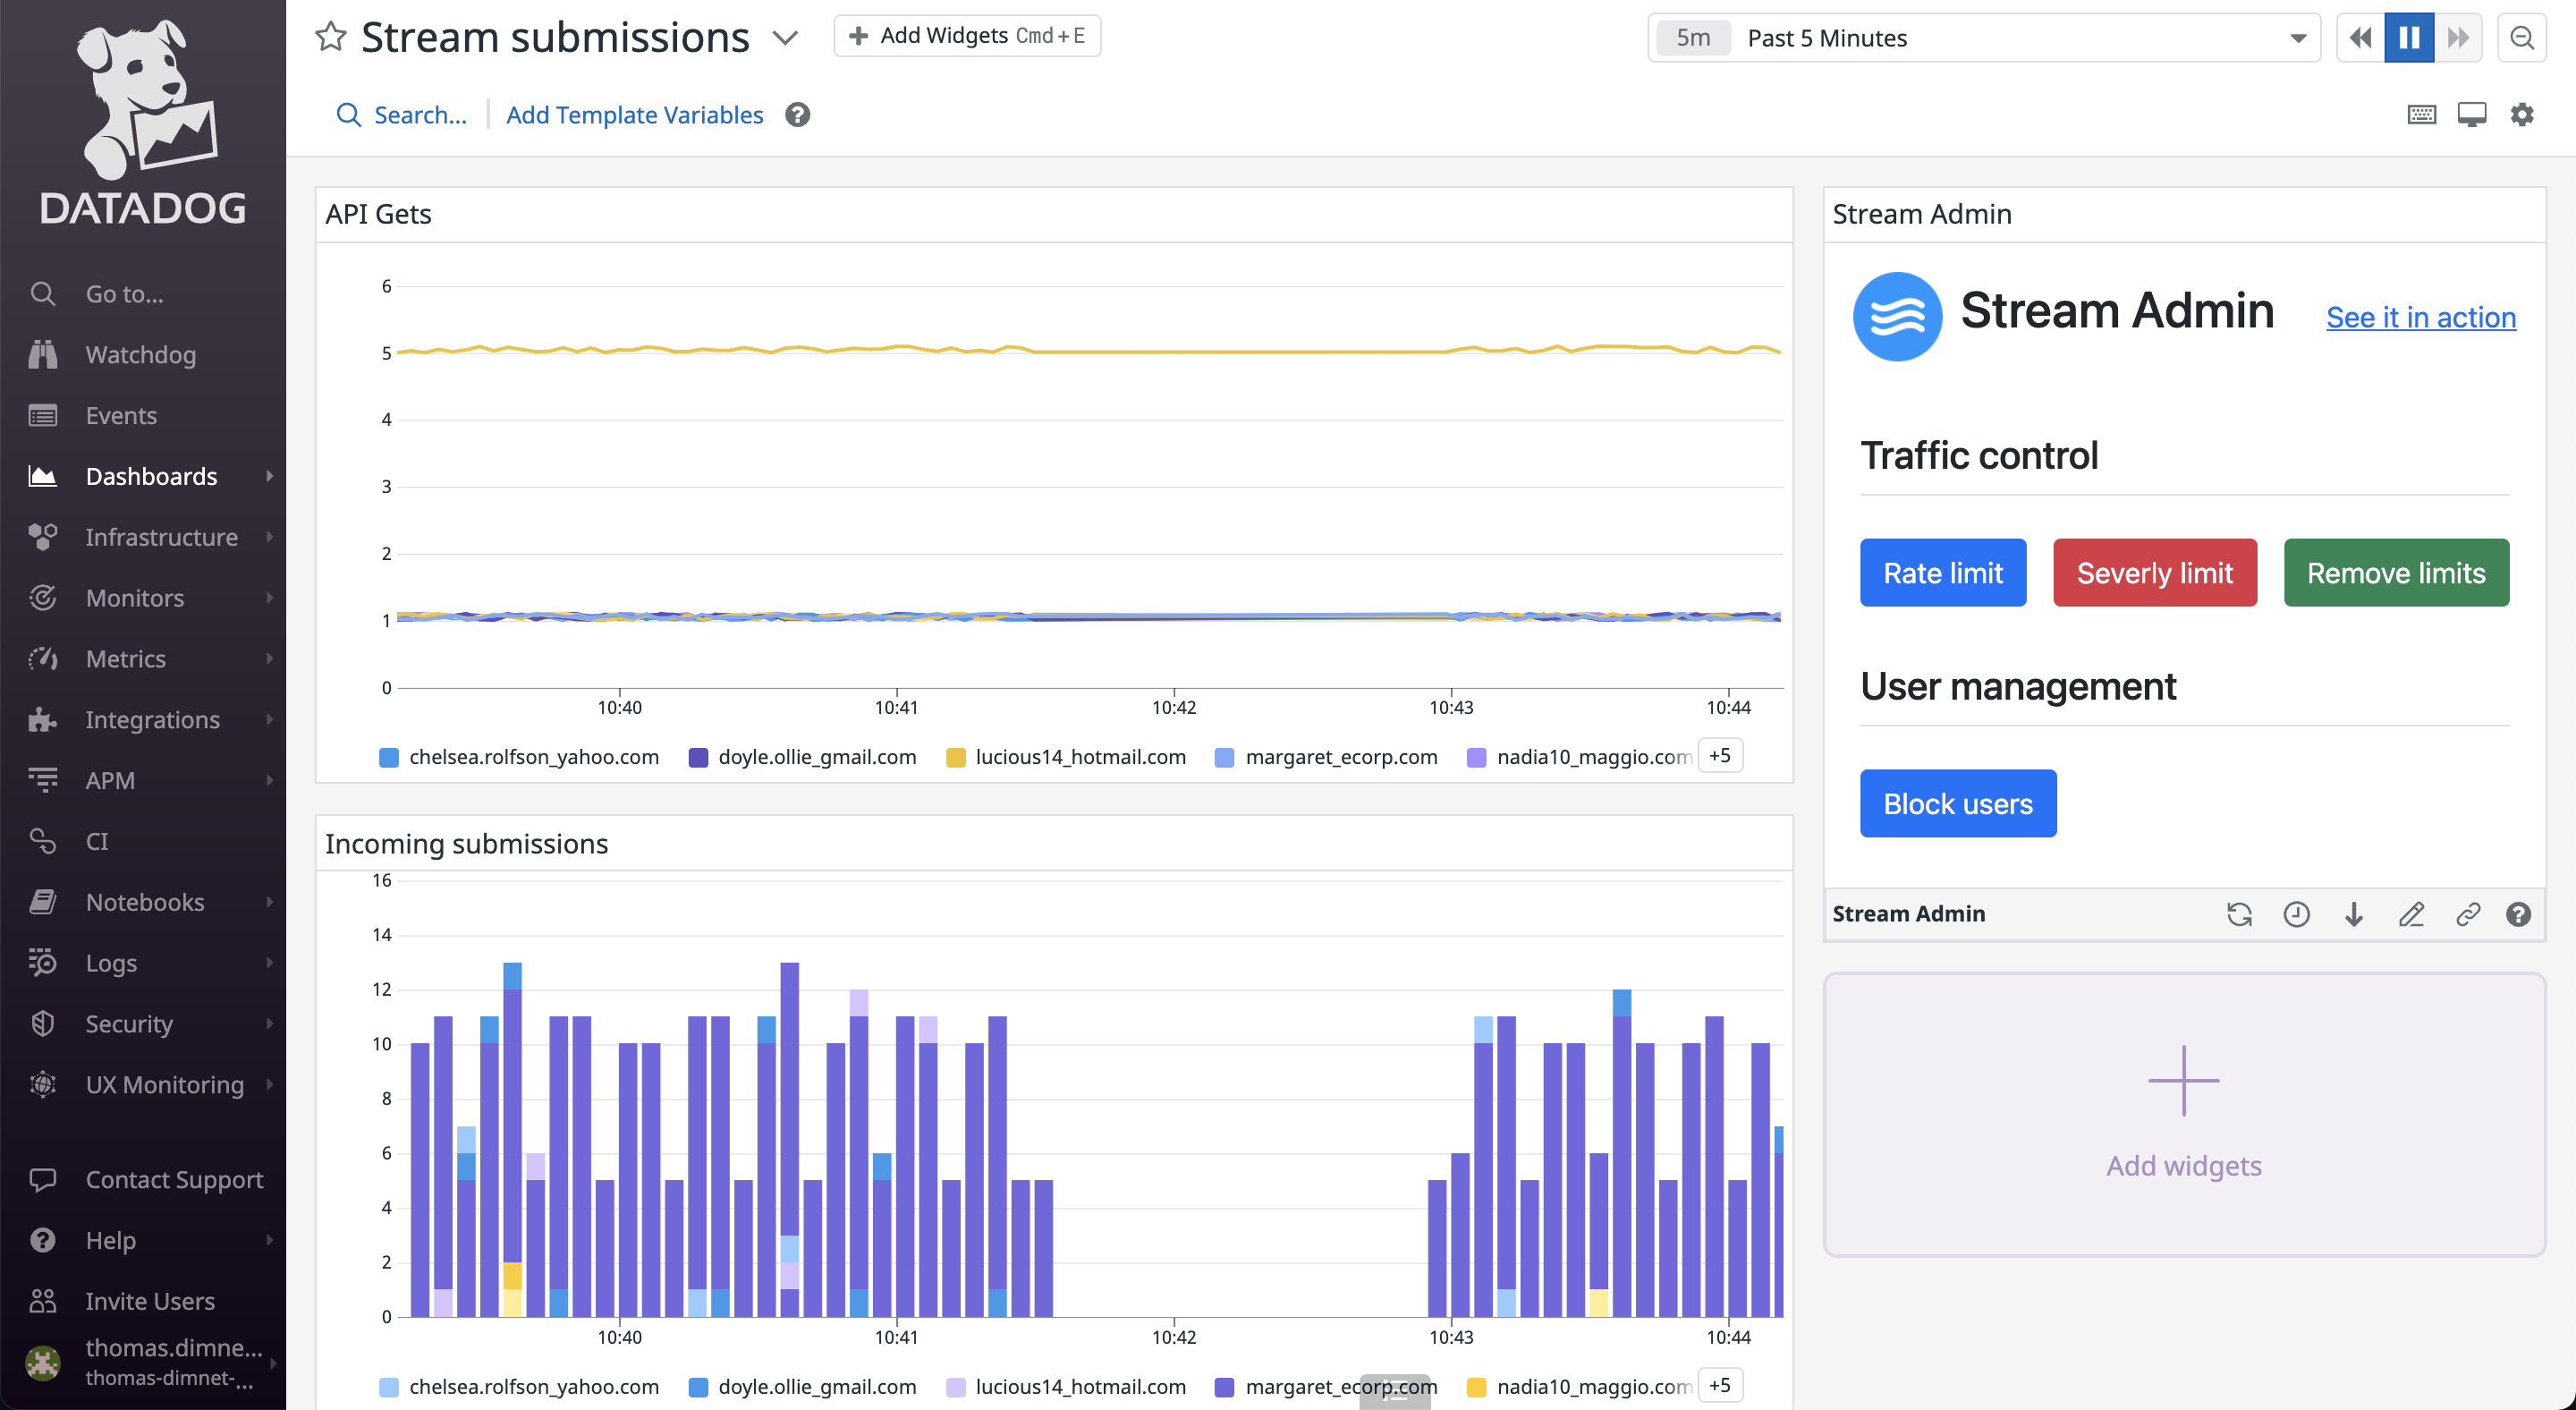 DATADOG
Go to...
Watchdog
Events
Dashboards
Infrastructure
Monitors
Metrics
Integrations
APM
CI
Notebooks
Logs
Security
UX Monitoring
Contact Support
Help
Invite Users
thomas.dimne...
thomas-dimnet-...
Stream submissions
Add Widgets Cmd+E
5m Past 5 Minutes
Search...
Add Template Variables
API Gets
6
5
4
3
2
1
0
10:40 10:41 10:42 10:43 10:44
chelsea.rolfson_yahoo.com doyle.ollie_gmail.com lucious14_hotmail.com margaret_ecorp.com nadia10_maggio.com +5
Incoming submissions
16
14
12
10
8
6
4
2
0
10:40 10:41 10:42 10:43 10:44
chelsea.rolfson_yahoo.com doyle.ollie_gmail.com lucious14_hotmail.com margaret_ecorp.com nadia10_maggio.com +5
Stream Admin
Stream Admin See it in action
Traffic control
Rate limit Severly limit Remove limits
User management
Block users
Stream Admin
Add widgets